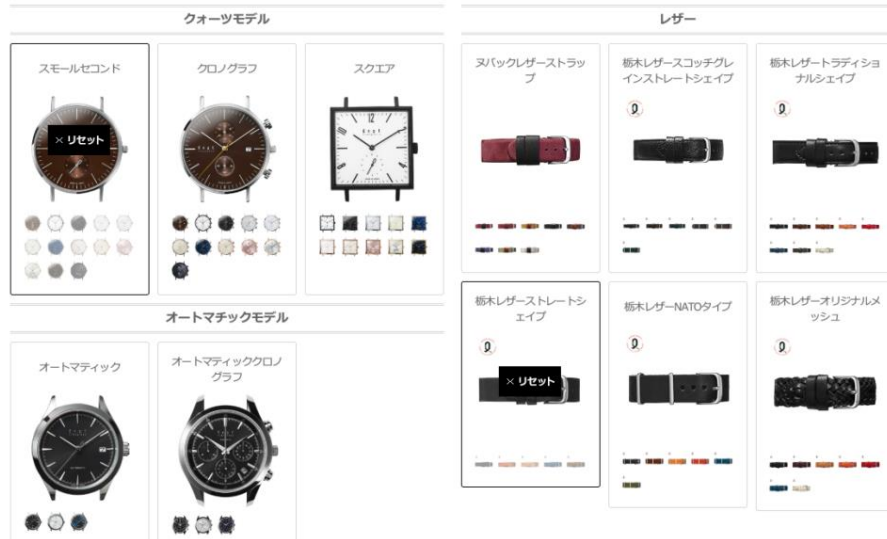 クォーツモデル
スモールセコンド
クロノグラフ
スクエア
× リセット
オートマチックモデル
オートマティック
オートマティッククロノ
グラフ
レザー
ヌバックレザーストラッ
プ
栃木レザースコッチグレ
インストレートシェイプ
栃木レザートラディショ
ナルシェイプ
栃木レザーストレートシ
ェイプ
× リセット
栃木レザーNATOタイプ
栃木レザーオリジナルメ
ッシュ